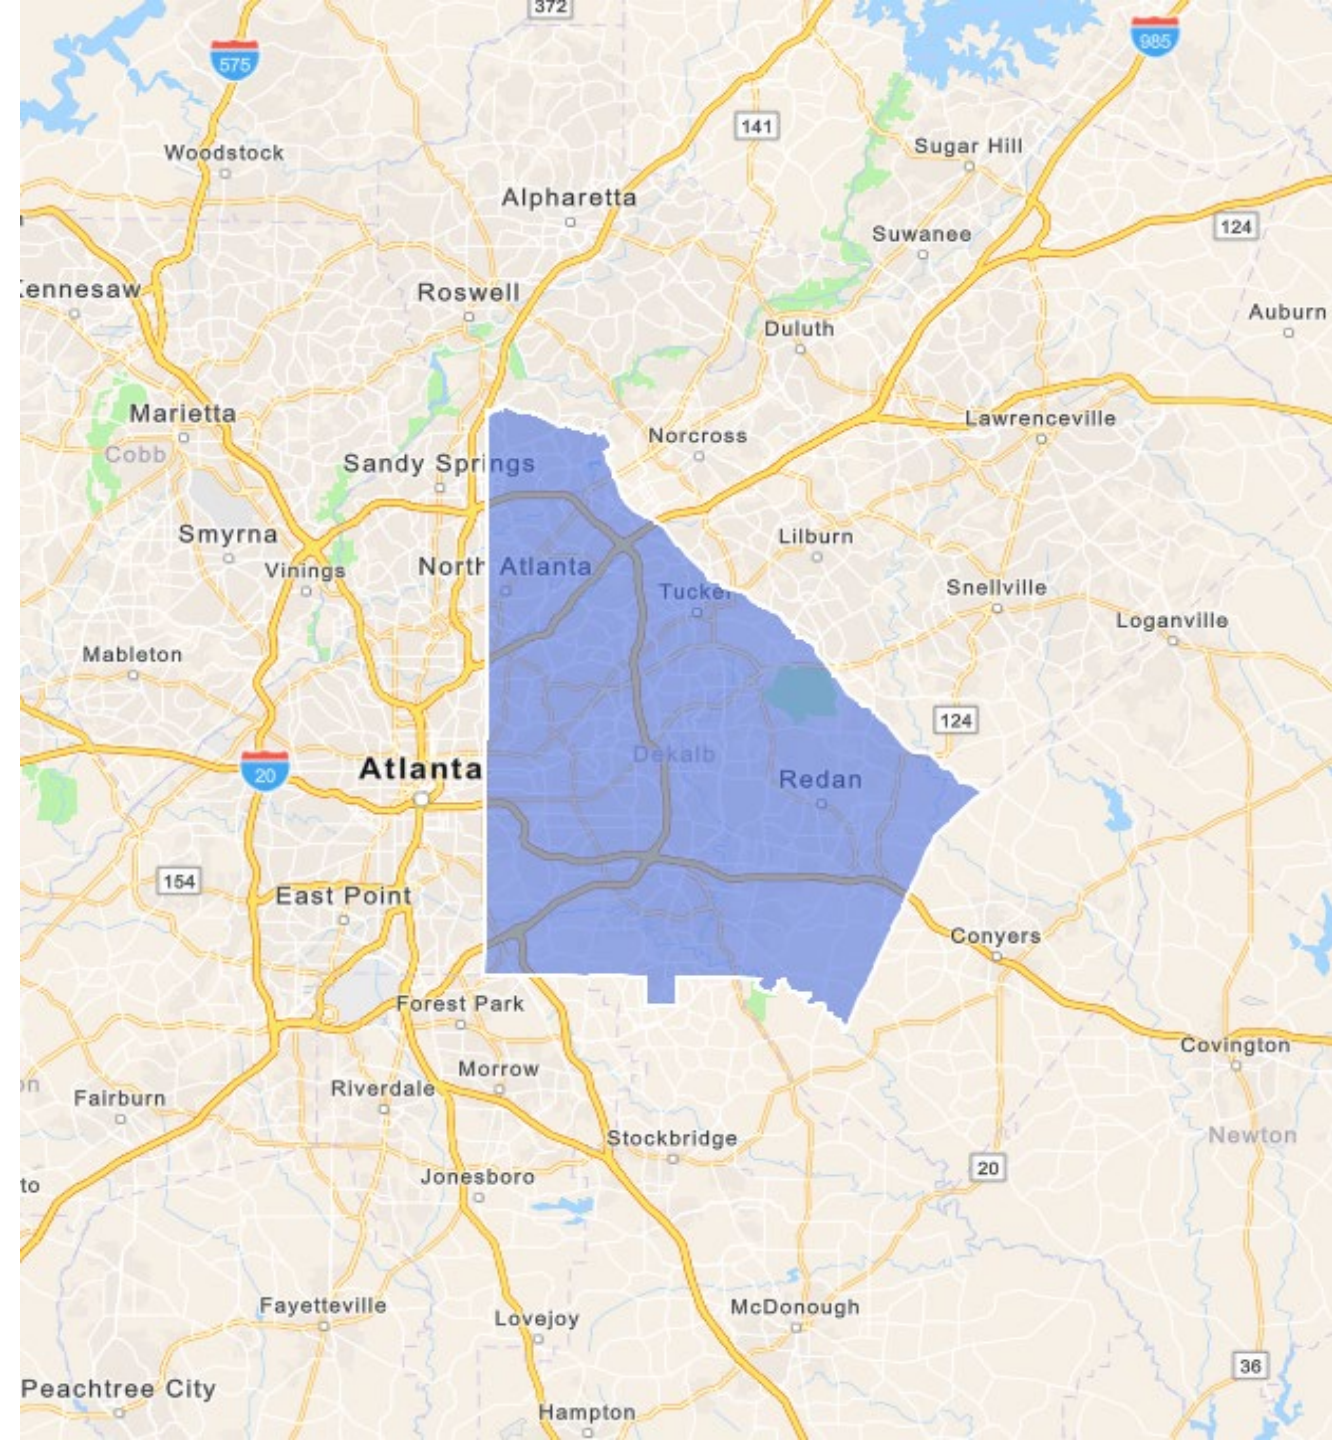 372
575
985
141
Woodstock
Sugar Hill
Alpharetta
124
Suwanee
Kennesaw
Roswell
Auburn
Duluth
Marietta
Lawrenceville
Norcross
Cobb
Sandy Springs
Smyrna
Lilburn
North Atlanta
Vinings
Tucker
Snellville
Loganville
Mableton
124
Dekalb
Atlanta
20
Redan
154
East Point
Conyers
Forest Park
Covington
Morrow
Riverdale
Fairburn
Newton
Stockbridge
20
Jonesboro
to
Fayetteville
McDonough
Lovejoy
36
Peachtree City
Hampton